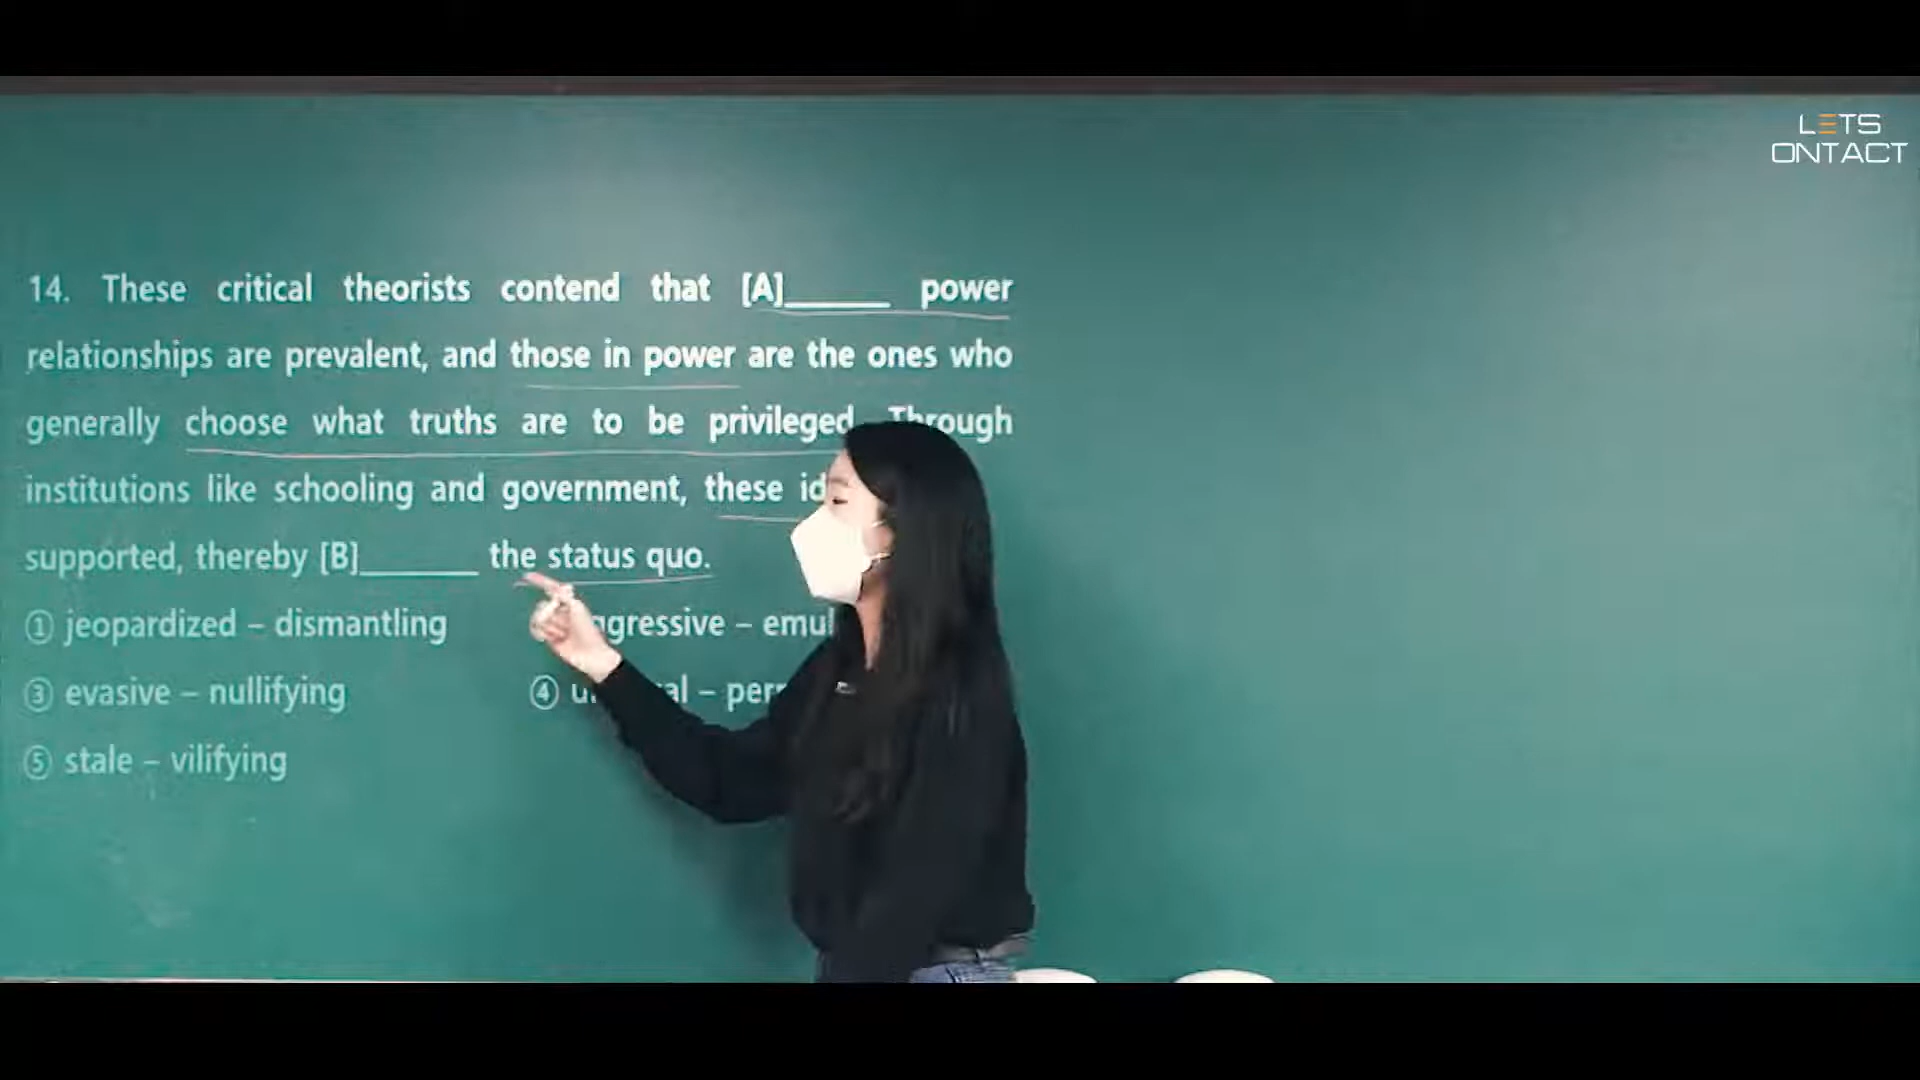 LETS
ONTACT
14. These critical theorists contend that [A]______ power
relationships are prevalent, and those in power are the ones who
generally choose what truths are to be privileged. Through
institutions like schooling and government, these
supported, thereby [B]_______ the status quo.
① jeopardized – dismantling
③ evasive – nullifying ④
⑤ stale – vilifying